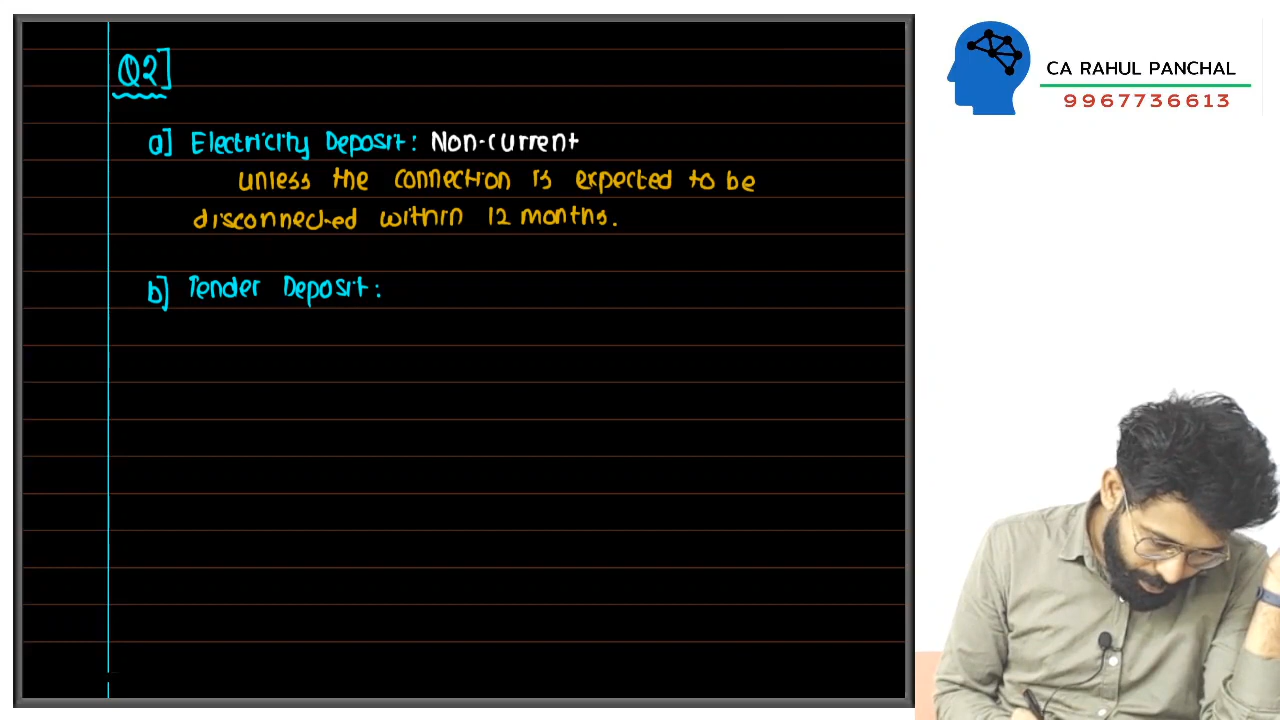 Q2]
a] Electricity Deposit: Non-current
unless the connection is expected to be
disconnected within 12 months.
b] Tender Deposit:
CA RAHUL PANCHAL
9967736613